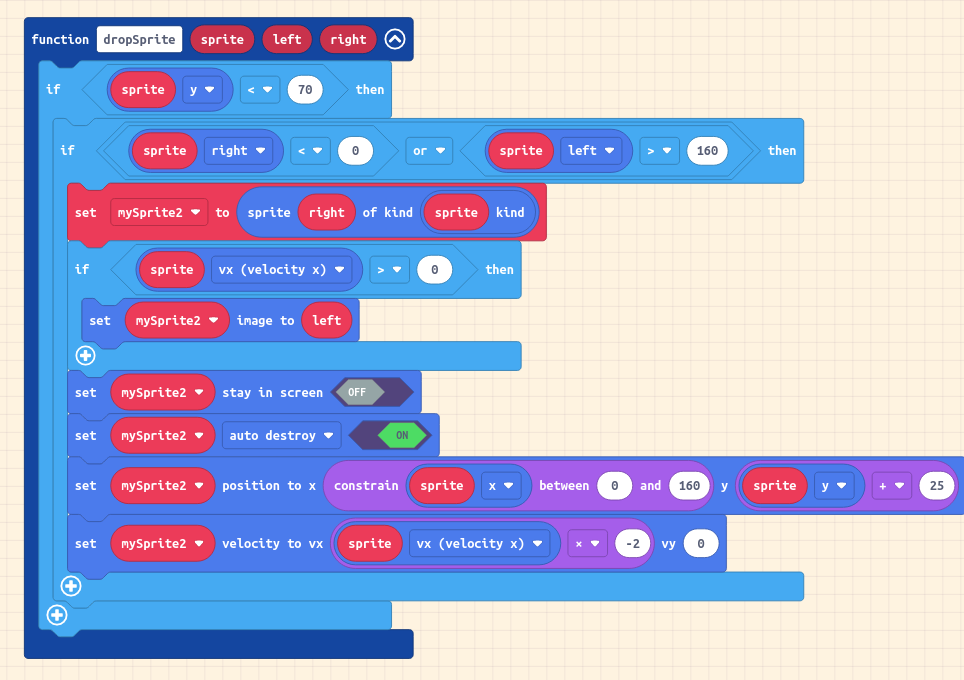 function dropSprite sprite left right
if sprite y < 70 then
if sprite right < 0 or sprite left > 160 then
set mySprite2 to sprite right of kind sprite kind
if sprite vx (velocity x) > 0 then
set mySprite2 image to left
set mySprite2 stay in screen OFF
set mySprite2 auto destroy ON
set mySprite2 position to x constrain sprite x between 0 and 160 y sprite y + 25
set mySprite2 velocity to vx sprite vx (velocity x) × -2 vy 0